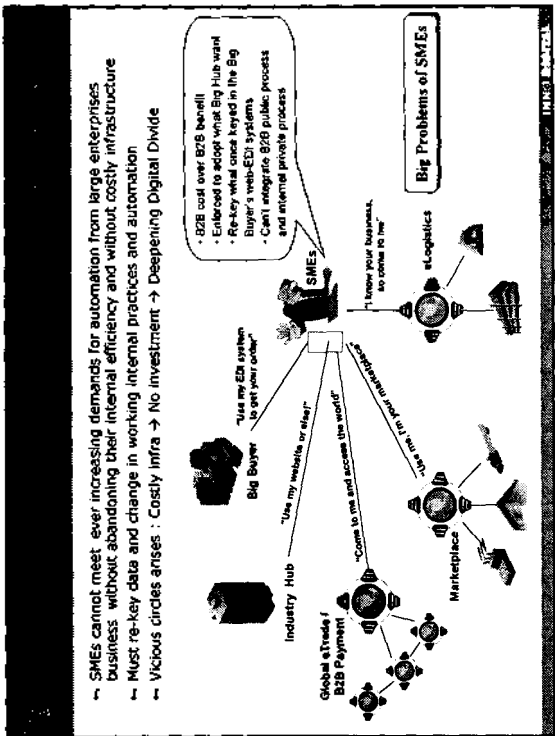 SMEs cannot meet ever increasing demands for automation from large enterprises
business without abandoning their internal efficiency and without costly infrastructure
Must re-key data and change in working internal practices and automation
Vicious circles arises : Costly infra → No investment → Deepening Digital Divide
• B2B cost over B2B benefit
• Enforced to adopt what Big Hub want
• Re-key what once keyed in the Big
Buyer's web-EDI systems
• Can't integrate B2B public process
and internal private process
SMEs
Big Buyer
"Use my EDI system
to get your order"
Industry Hub
"Use my website or else!"
Global eTrade /
B2B Payment
"Come to me and access the world"
Marketplace
"Use me, I'm your marketplace"
eLogistics
"I know your business,
so come to me"
Big Problems of SMEs